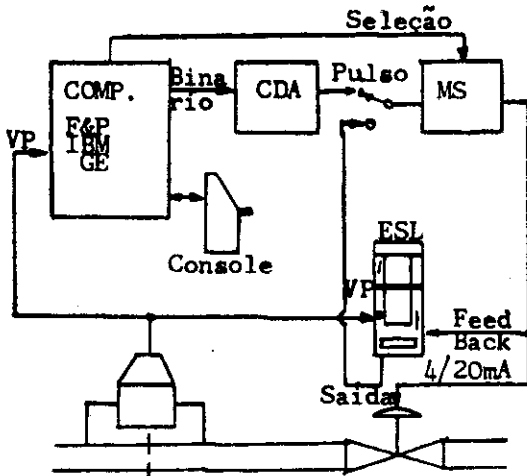 Seleção
COMP.
F&P
IBM
GE
Bina
rio
CDA
Pulso
MS
VP
Console
ESL
VP
Feed
Back
4/20mA
Saída